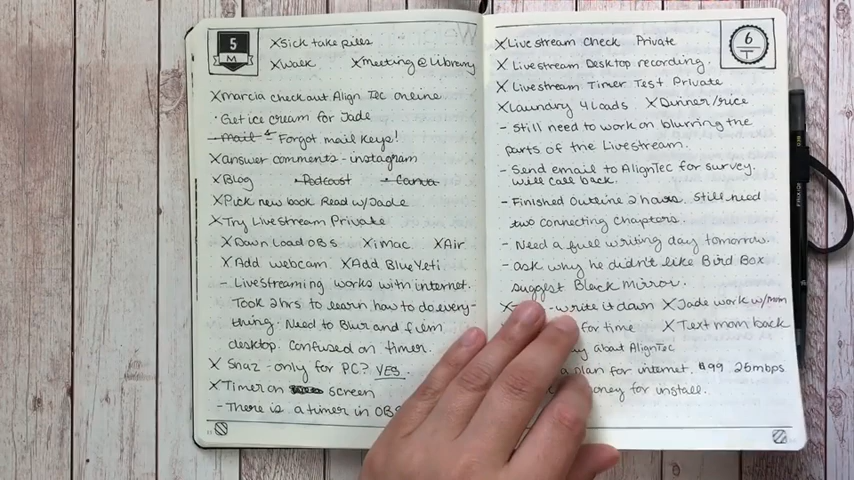 5
M
X Sick take pills
X Walk X meeting @ Library
X marcia check out Align Tec online
· Get ice cream for Jade
· Mail - Forgot mail keys!
X answer comments - instagram
X Blog · Podcast · Canva
X Pick new book Read w/Jade
X Try Livestream Private
X Down Load OBS X iMac X Air
X Add webcam X Add Blue Yeti
- Livestreaming works with internet.
Took 2 hrs to learn how to do every-
thing. Need to Blur and film
desktop. Confused on timer.
X Snaz - only for PC? YES.
X Timer on screen
- There is a timer in OBS
6
T
X Livestream Check Private
X Livestream Desktop recording.
X Livestream Timer Test Private
X Laundry 4 Loads X Dinner/rice
- Still need to work on blurring the
parts of the Livestream.
- Send email to AlignTec for survey.
will call back.
- Finished Outline 2 hours. Still need
two connecting chapters.
- Need a full writing day tomorrow.
- ask why he didn't like Bird Box
suggest Black Mirror.
X - write it down X Jade work w/mom
for time X Text mom back
about AlignTec
a plan for internet. $99 25mbps
money for install.